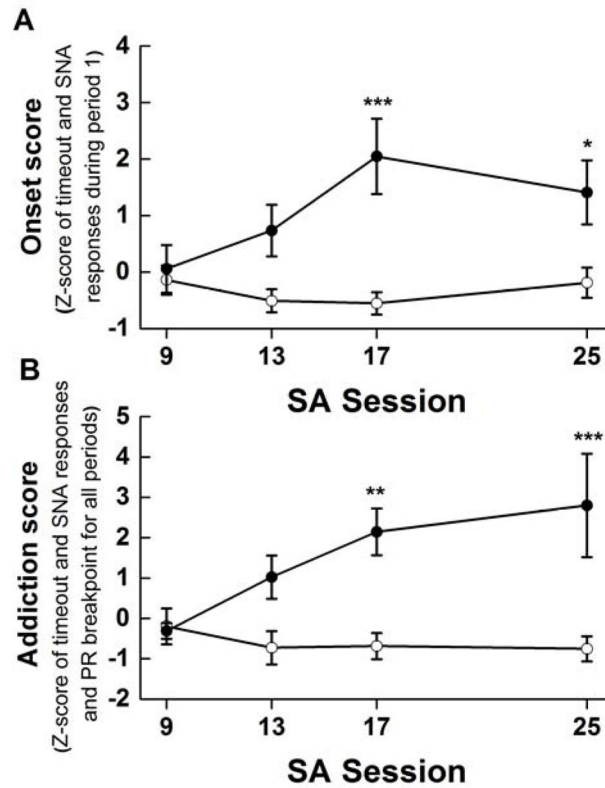 A
Onset score
(Z-score of timeout and SNA
responses during period 1)
4
3
2
1
0
-1
***
*
9 13 17 25
SA Session
B
Addiction score
(Z-score of timeout and SNA responses
and PR breakpoint for all periods)
5
4
3
2
1
0
-1
-2
**
***
9 13 17 25
SA Session